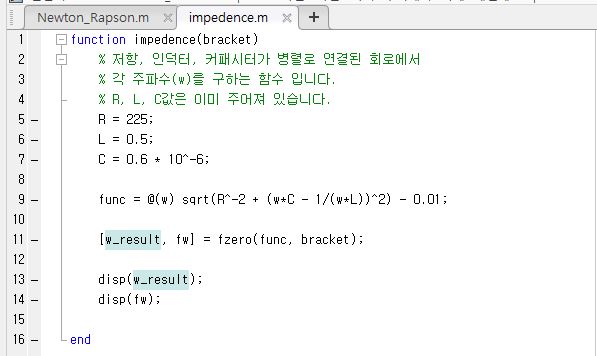 Newton_Rapson.m × impedence.m × +
1 function impedence(bracket)
2 % 저항, 인덕터, 커패시터가 병렬로 연결된 회로에서
3 % 각 주파수(w)를 구하는 함수 입니다.
4 % R, L, C값은 이미 주어져 있습니다.
5 – R = 225;
6 – L = 0.5;
7 – C = 0.6 * 10^-6;
8
9 – func = @(w) sqrt(R^-2 + (w*C - 1/(w*L))^2) - 0.01;
10
11 – [w_result, fw] = fzero(func, bracket);
12
13 – disp(w_result);
14 – disp(fw);
15
16 – end